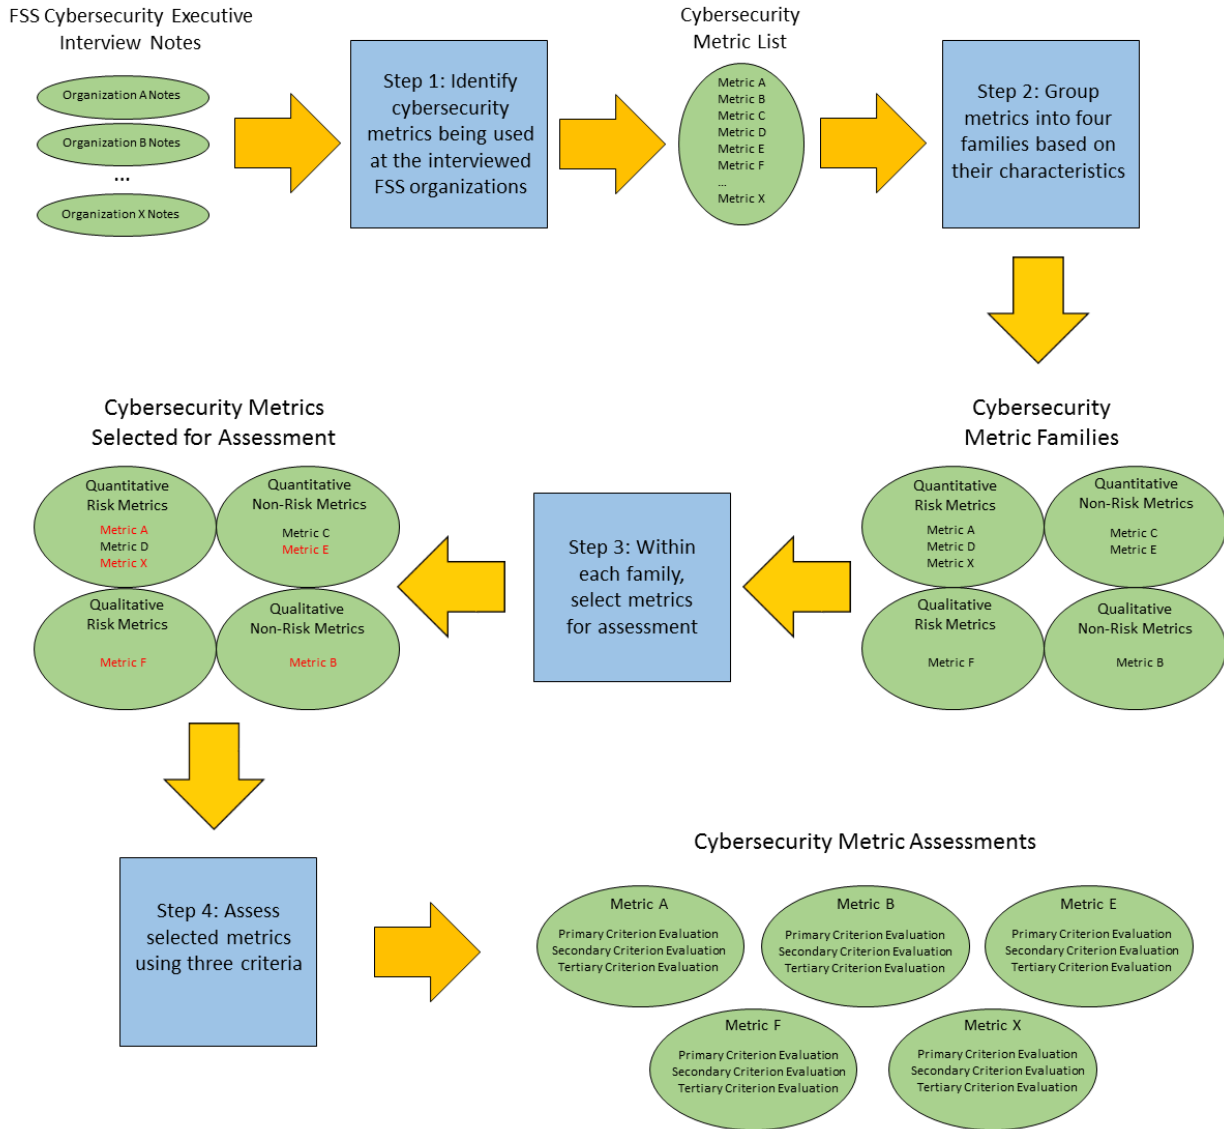 FSS Cybersecurity Executive
Interview Notes
Organization A Notes
Organization B Notes
...
Organization X Notes
Step 1: Identify
cybersecurity
metrics being used
at the interviewed
FSS organizations
Cybersecurity
Metric List
Metric A
Metric B
Metric C
Metric D
Metric E
Metric F
...
Metric X
Step 2: Group
metrics into four
families based on
their characteristics
Cybersecurity
Metric Families
Quantitative
Risk Metrics
Metric A
Metric D
Metric X
Quantitative
Non-Risk Metrics
Metric C
Metric E
Qualitative
Risk Metrics
Metric F
Qualitative
Non-Risk Metrics
Metric B
Step 3: Within
each family,
select metrics
for assessment
Cybersecurity Metrics
Selected for Assessment
Quantitative
Risk Metrics
Metric A
Metric D
Metric X
Quantitative
Non-Risk Metrics
Metric C
Metric E
Qualitative
Risk Metrics
Metric F
Qualitative
Non-Risk Metrics
Metric B
Step 4: Assess
selected metrics
using three criteria
Cybersecurity Metric Assessments
Metric A
Primary Criterion Evaluation
Secondary Criterion Evaluation
Tertiary Criterion Evaluation
Metric B
Primary Criterion Evaluation
Secondary Criterion Evaluation
Tertiary Criterion Evaluation
Metric E
Primary Criterion Evaluation
Secondary Criterion Evaluation
Tertiary Criterion Evaluation
Metric F
Primary Criterion Evaluation
Secondary Criterion Evaluation
Tertiary Criterion Evaluation
Metric X
Primary Criterion Evaluation
Secondary Criterion Evaluation
Tertiary Criterion Evaluation